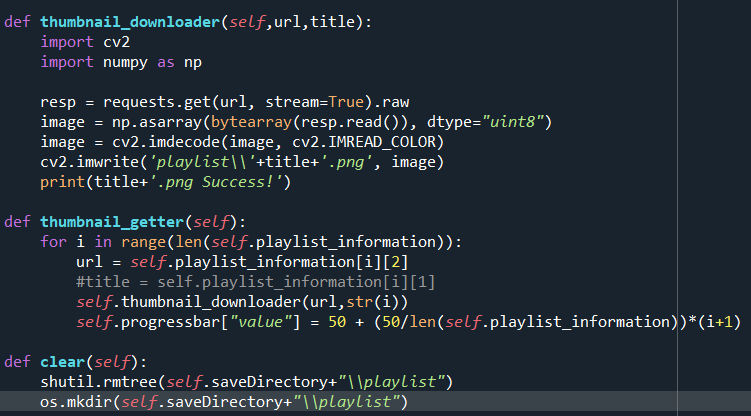 def thumbnail_downloader(self,url,title):
    import cv2
    import numpy as np

    resp = requests.get(url, stream=True).raw
    image = np.asarray(bytearray(resp.read()), dtype="uint8")
    image = cv2.imdecode(image, cv2.IMREAD_COLOR)
    cv2.imwrite('playlist\\'+title+'.png', image)
    print(title+'.png Success!')

def thumbnail_getter(self):
    for i in range(len(self.playlist_information)):
        url = self.playlist_information[i][2]
        #title = self.playlist_information[i][1]
        self.thumbnail_downloader(url,str(i))
        self.progressbar["value"] = 50 + (50/len(self.playlist_information))*(i+1)

def clear(self):
    shutil.rmtree(self.saveDirectory+"\\playlist")
    os.mkdir(self.saveDirectory+"\\playlist")